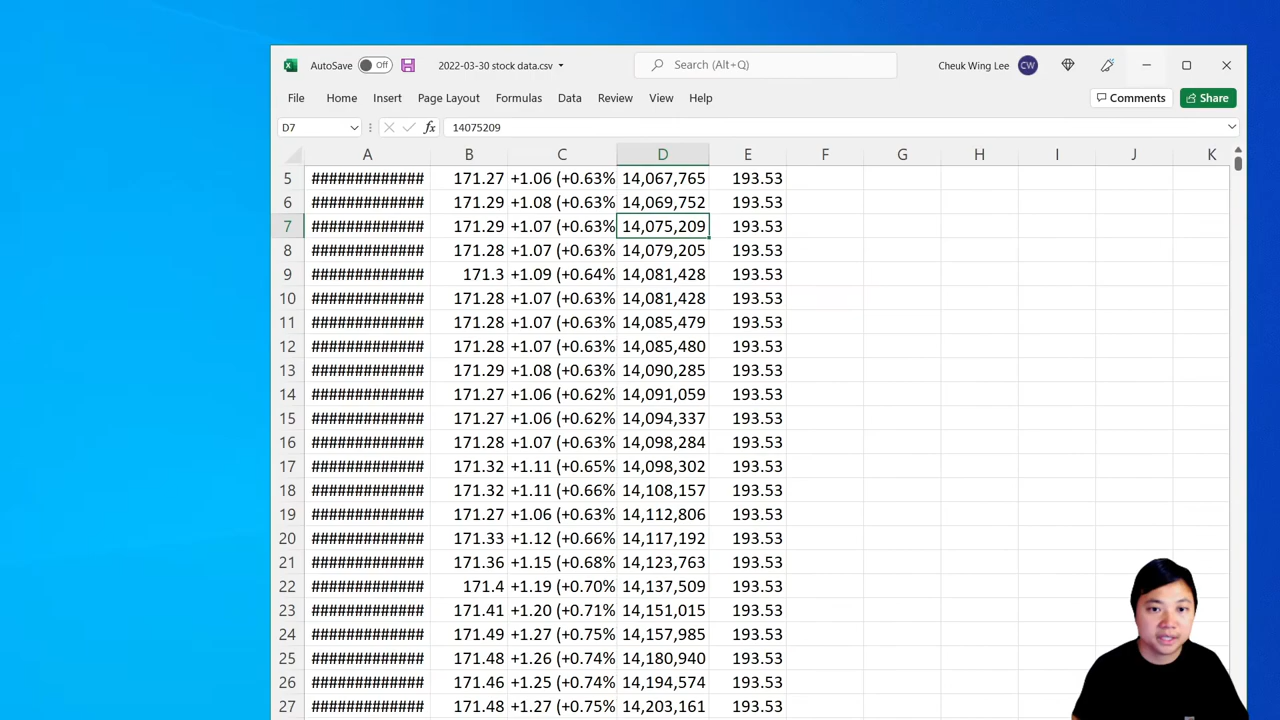 AutoSave Off 2022-03-30 stock data.csv Search (Alt+Q) Cheuk Wing Lee CW
File Home Insert Page Layout Formulas Data Review View Help Comments Share
D7 fx 14075209
A B C D E F G H I J K
5 ############# 171.27 +1.06 (+0.63% 14,067,765 193.53
6 ############# 171.29 +1.08 (+0.63% 14,069,752 193.53
7 ############# 171.29 +1.07 (+0.63% 14,075,209 193.53
8 ############# 171.28 +1.07 (+0.63% 14,079,205 193.53
9 ############# 171.3 +1.09 (+0.64% 14,081,428 193.53
10 ############# 171.28 +1.07 (+0.63% 14,081,428 193.53
11 ############# 171.28 +1.07 (+0.63% 14,085,479 193.53
12 ############# 171.28 +1.07 (+0.63% 14,085,480 193.53
13 ############# 171.29 +1.08 (+0.63% 14,090,285 193.53
14 ############# 171.27 +1.06 (+0.62% 14,091,059 193.53
15 ############# 171.27 +1.06 (+0.62% 14,094,337 193.53
16 ############# 171.28 +1.07 (+0.63% 14,098,284 193.53
17 ############# 171.32 +1.11 (+0.65% 14,098,302 193.53
18 ############# 171.32 +1.11 (+0.66% 14,108,157 193.53
19 ############# 171.27 +1.06 (+0.63% 14,112,806 193.53
20 ############# 171.33 +1.12 (+0.66% 14,117,192 193.53
21 ############# 171.36 +1.15 (+0.68% 14,123,763 193.53
22 ############# 171.4 +1.19 (+0.70% 14,137,509 193.53
23 ############# 171.41 +1.20 (+0.71% 14,151,015 193.53
24 ############# 171.49 +1.27 (+0.75% 14,157,985 193.53
25 ############# 171.48 +1.26 (+0.74% 14,180,940 193.53
26 ############# 171.46 +1.25 (+0.74% 14,194,574 193.53
27 ############# 171.48 +1.27 (+0.75% 14,203,161 193.53